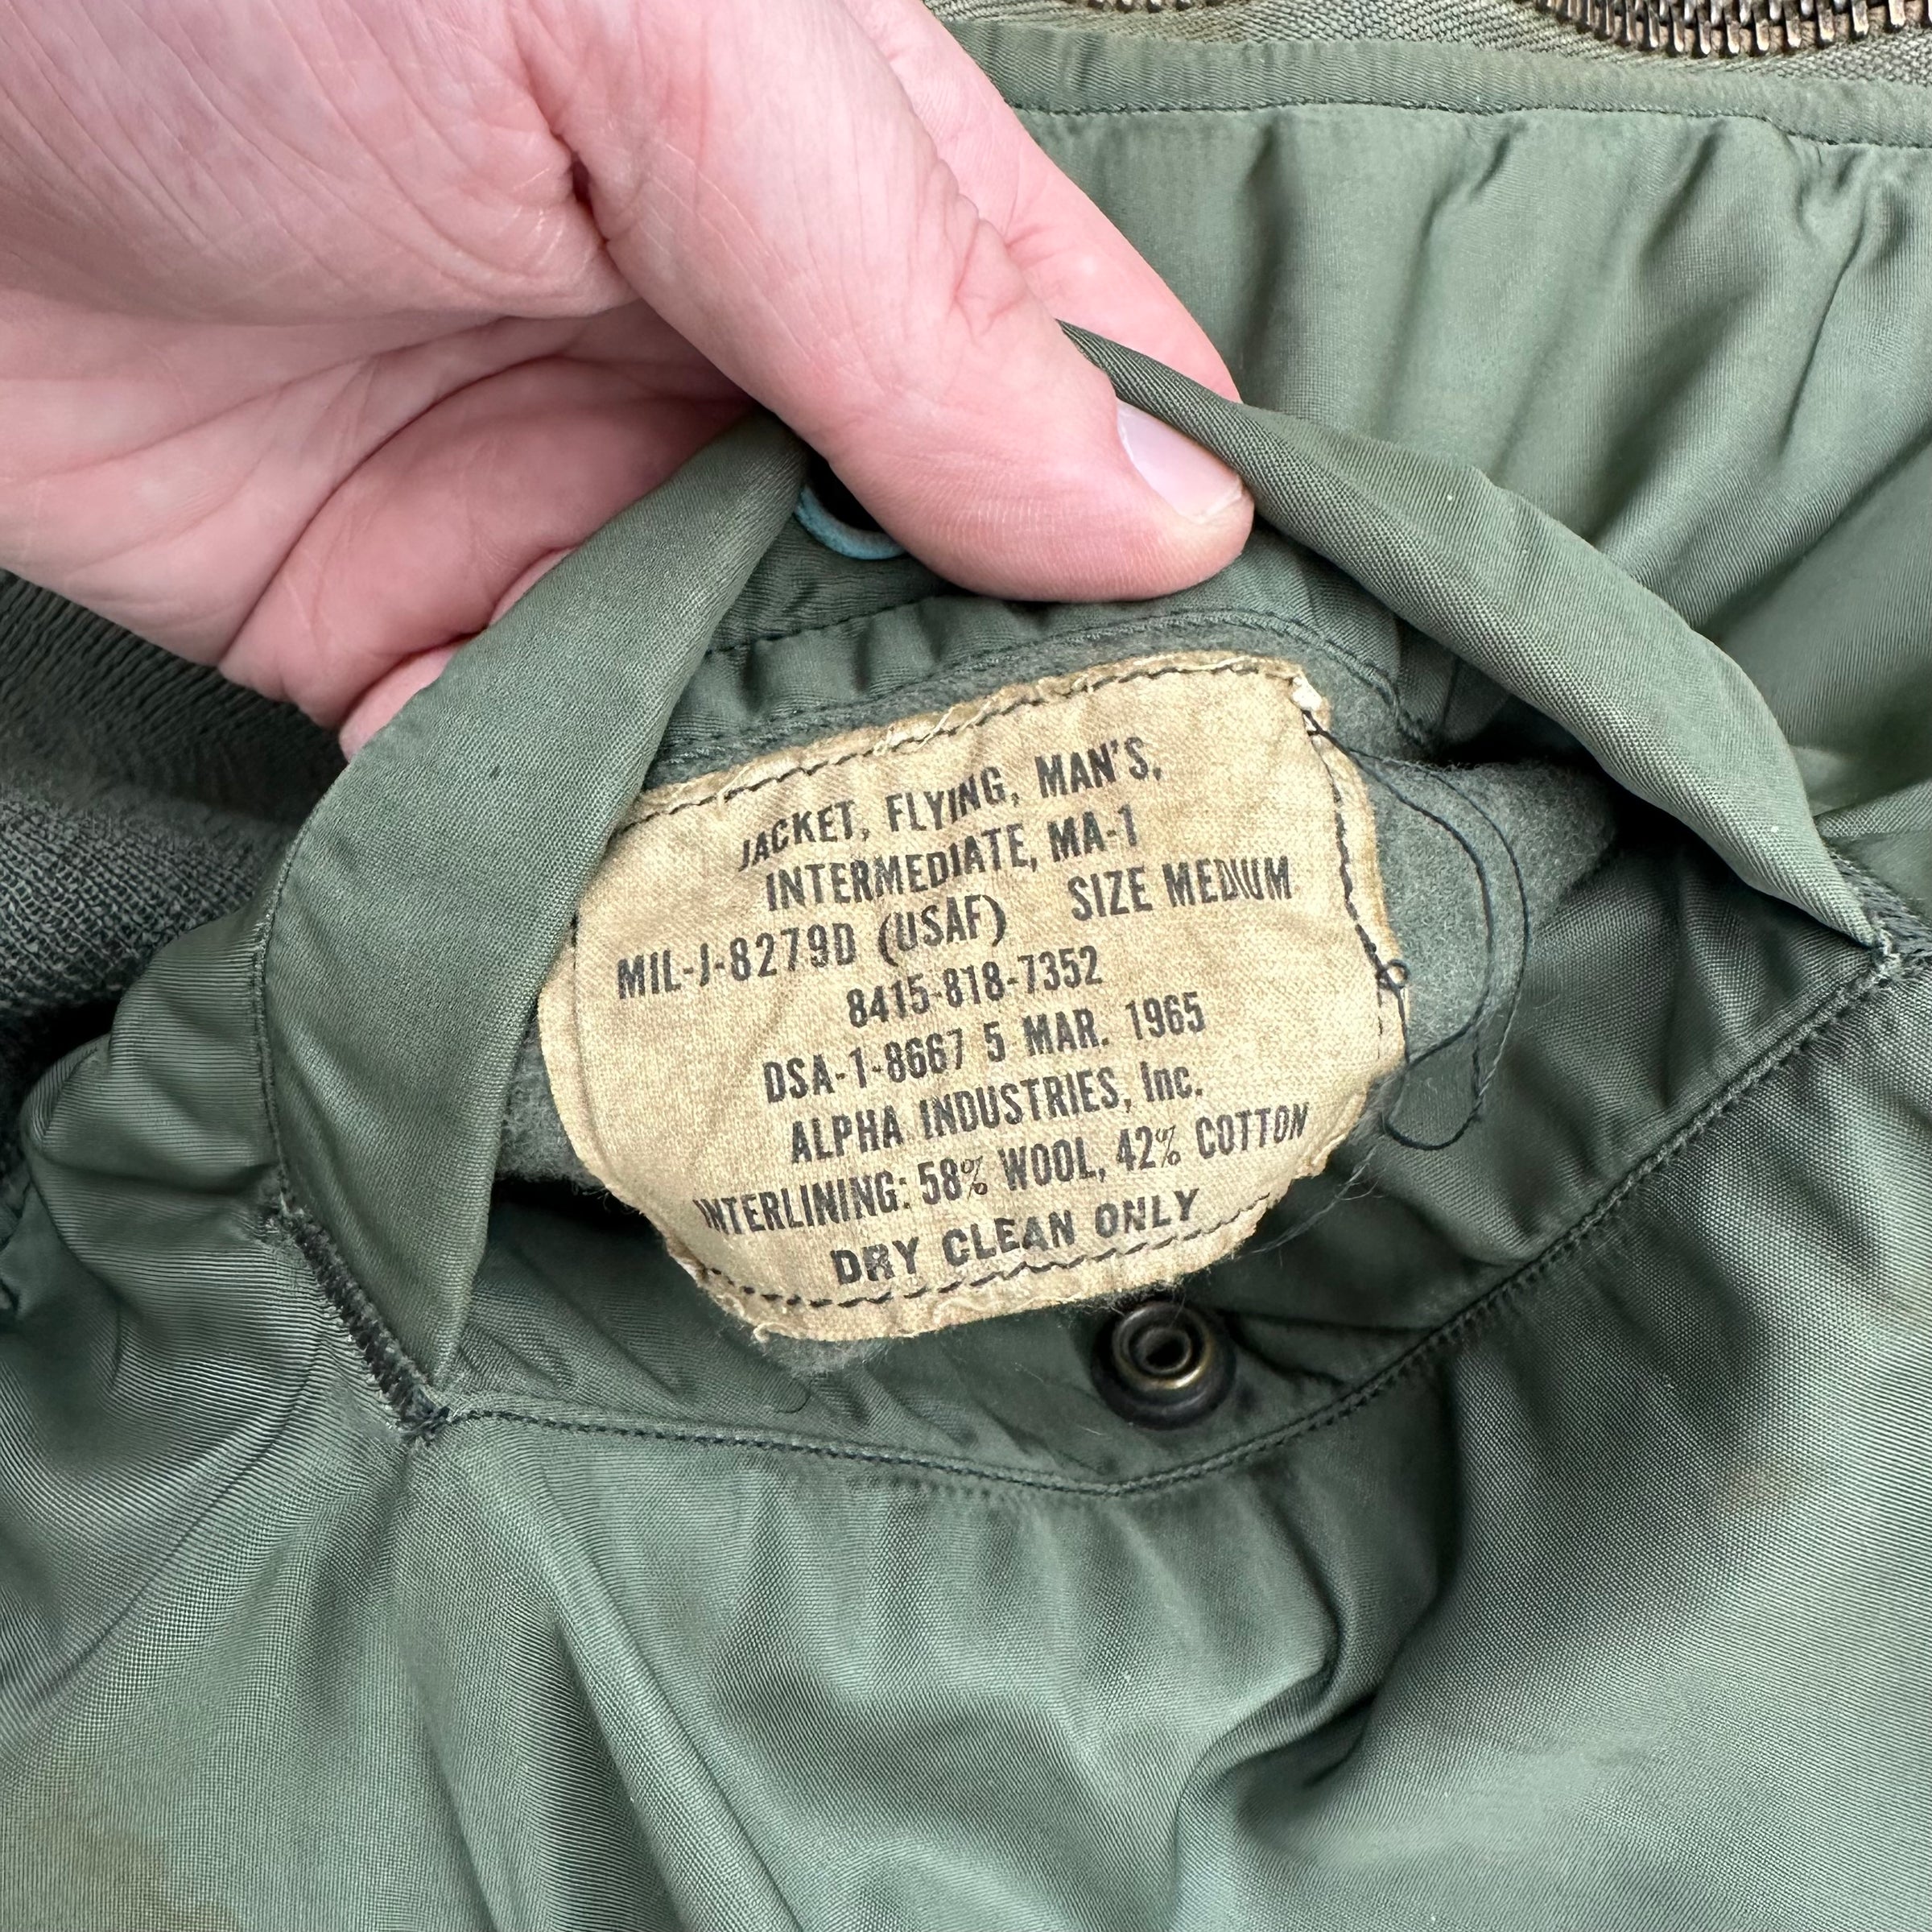 JACKET, FLYING, MAN'S,
INTERMEDIATE, MA-1
MIL-J-8279D (USAF) SIZE MEDIUM
8415-818-7352
DSA-1-8667 5 MAR. 1965
ALPHA INDUSTRIES, Inc.
INTERLINING: 58% WOOL, 42% COTTON
DRY CLEAN ONLY